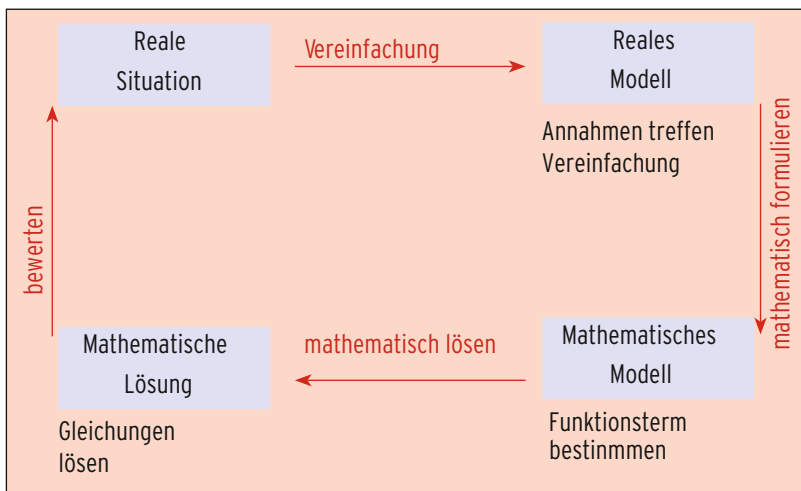 Reale
Situation
Vereinfachung
Reales
Modell
Annahmen treffen
Vereinfachung
mathematisch formulieren
Mathematisches
Modell
Funktionsterm
bestinmmen
mathematisch lösen
Mathematische
Lösung
Gleichungen
lösen
bewerten